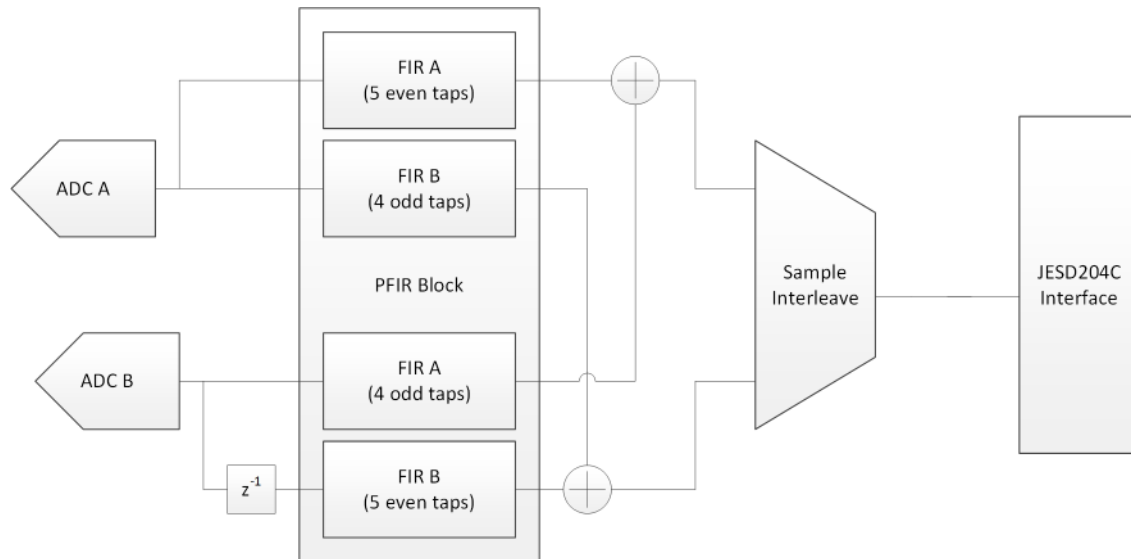 FIR A
(5 even taps)
ADC A
FIR B
(4 odd taps)
PFIR Block
Sample
Interleave
JESD204C
Interface
ADC B
FIR A
(4 odd taps)
z-1
FIR B
(5 even taps)